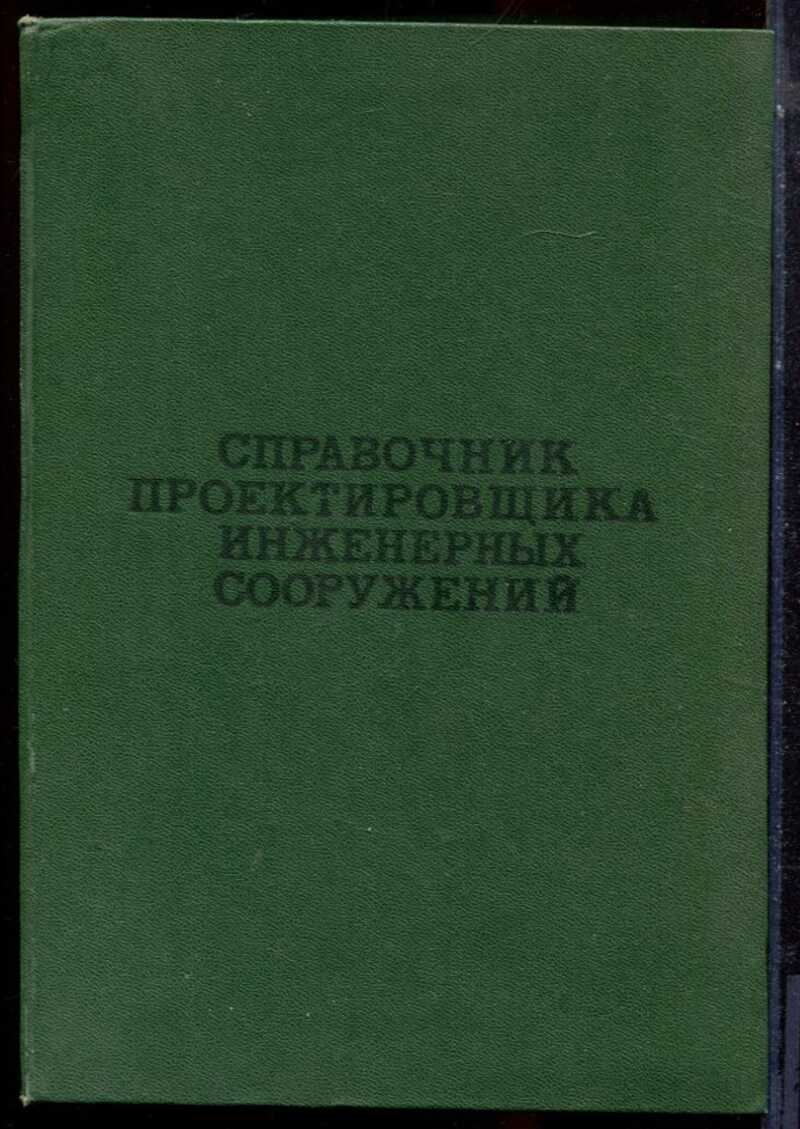 СПРАВОЧНИК
ПРОЕКТИРОВЩИКА
ИНЖЕНЕРНЫХ
СООРУЖЕНИЙ